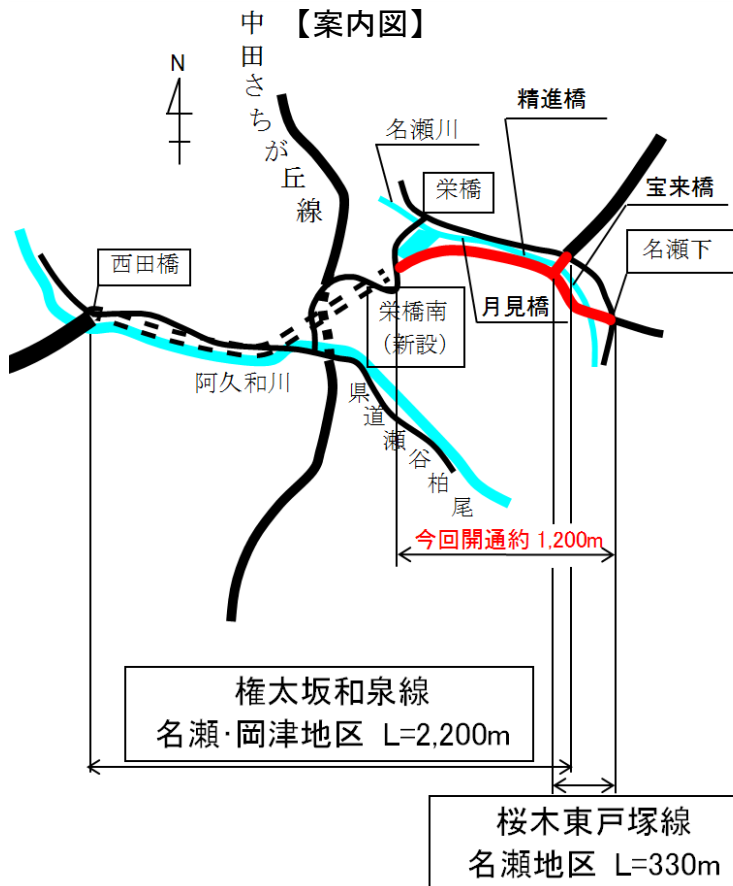 【案内図】
中田さちが丘線
N
精進橋
名瀬川
栄橋
宝来橋
名瀬下
西田橋
栄橋南
（新設）
月見橋
阿久和川
県道瀬谷柏尾
今回開通約 1,200m
権太坂和泉線
名瀬・岡津地区 L=2,200m
桜木東戸塚線
名瀬地区 L=330m